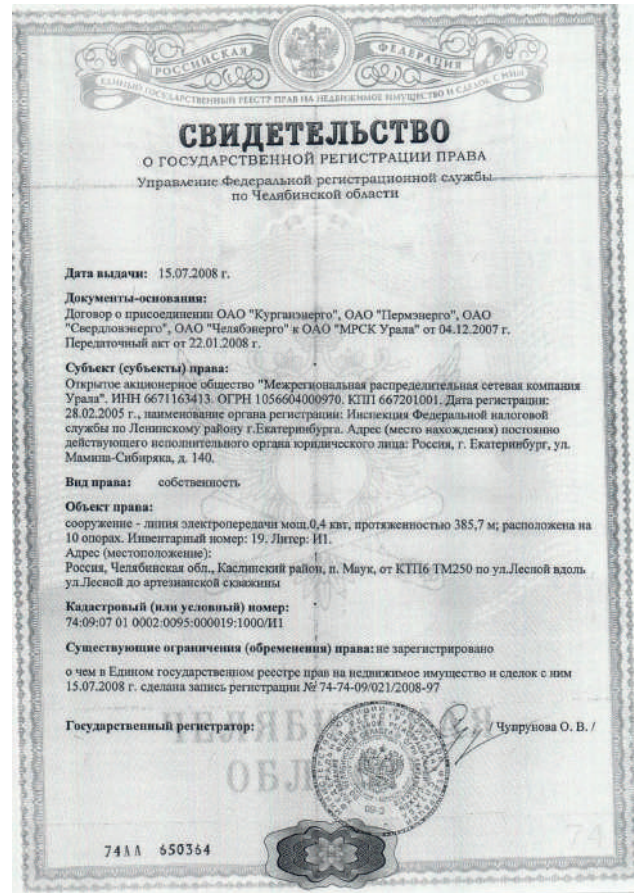 РОССИЙСКАЯ ФЕДЕРАЦИЯ
ЕДИНЫЙ ГОСУДАРСТВЕННЫЙ РЕЕСТР ПРАВ НА НЕДВИЖИМОЕ ИМУЩЕСТВО И СДЕЛОК С НИМ
СВИДЕТЕЛЬСТВО
О ГОСУДАРСТВЕННОЙ РЕГИСТРАЦИИ ПРАВА
Управление Федеральной регистрационной службы
по Челябинской области
Дата выдачи: 15.07.2008 г.
Документы-основания:
Договор о присоединении ОАО "Курганэнерго", ОАО "Пермэнерго", ОАО
"Свердловэнерго", ОАО "Челябэнерго" к ОАО "МРСК Урала" от 04.12.2007 г.
Передаточный акт от 22.01.2008 г.
Субъект (субъекты) права:
Открытое акционерное общество "Межрегиональная распределительная сетевая компания
Урала". ИНН 6671163413. ОГРН 1056604000970. КПП 667201001. Дата регистрации:
28.02.2005 г., наименование органа регистрации: Инспекция Федеральной налоговой
службы по Ленинскому району г.Екатеринбурга. Адрес (место нахождения) постоянно
действующего исполнительного органа юридического лица: Россия, г. Екатеринбург, ул.
Мамина-Сибиряка, д. 140.
Вид права: собственность
Объект права:
сооружение - линия электропередачи мощ.0,4 квт, протяженностью 385,7 м; расположена на
10 опорах. Инвентарный номер: 19. Литер: И1.
Адрес (местоположение):
Россия, Челябинская обл., Каслинский район, п. Маук, от КТП6 ТМ250 по ул.Лесной вдоль
ул.Лесной до артезианской скважины
Кадастровый (или условный) номер:
74:09:07 01 0002:0095:000019:1000/И1
Существующие ограничения (обременения) права: не зарегистрировано
о чем в Едином государственном реестре прав на недвижимое имущество и сделок с ним
15.07.2008 г. сделана запись регистрации № 74-74-09/021/2008-97
Государственный регистратор: / Чупрунова О. В. /
74АА 650364
74